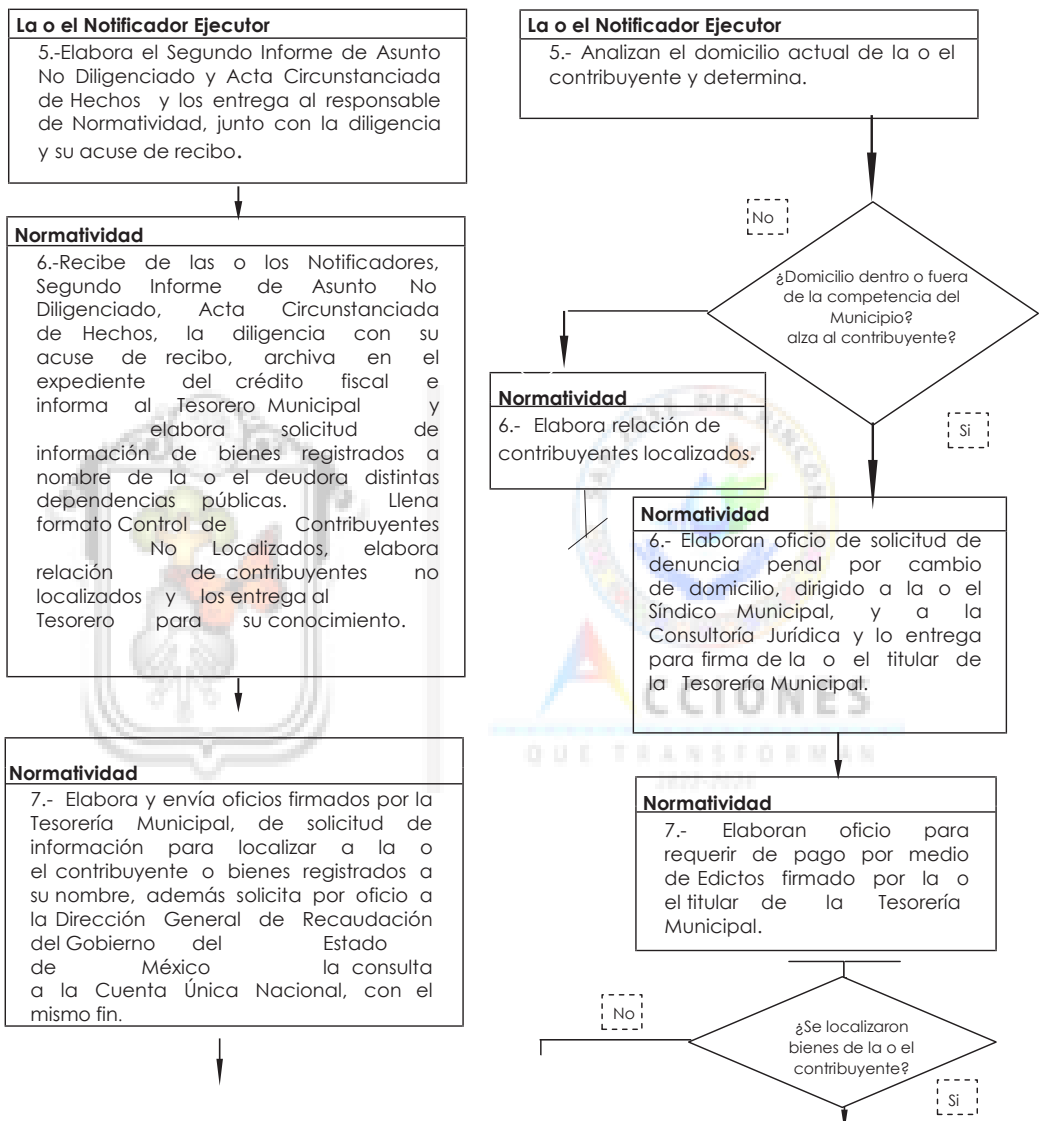 La o el Notificador Ejecutor
5.-Elabora el Segundo Informe de Asunto
No Diligenciado y Acta Circunstanciada
de Hechos y los entrega al responsable
de Normatividad, junto con la diligencia
y su acuse de recibo.
Normatividad
6.-Recibe de las o los Notificadores,
Segundo Informe de Asunto No
Diligenciado, Acta Circunstanciada
de Hechos, la diligencia con su
acuse de recibo, archiva en el
expediente del crédito fiscal e
informa al Tesorero Municipal y
elabora solicitud de
información de bienes registrados a
nombre de la o el deudora distintas
dependencias públicas. Llena
formato Control de Contribuyentes
No Localizados, elabora
relación de contribuyentes no
localizados y los entrega al
Tesorero para su conocimiento.
Normatividad
7.- Elabora y envía oficios firmados por la
Tesorería Municipal, de solicitud de
información para localizar a la o
el contribuyente o bienes registrados a
su nombre, además solicita por oficio a
la Dirección General de Recaudación
del Gobierno del Estado
de México la consulta
a la Cuenta Única Nacional, con el
mismo fin.
La o el Notificador Ejecutor
5.- Analizan el domicilio actual de la o el
contribuyente y determina.
No
¿Domicilio dentro o fuera
de la competencia del
Municipio?
alza al contribuyente?
Si
Normatividad
6.- Elabora relación de
contribuyentes localizados.
Normatividad
6.- Elaboran oficio de solicitud de
denuncia penal por cambio
de domicilio, dirigido a la o el
Síndico Municipal, y a la
Consultoría Jurídica y lo entrega
para firma de la o el titular de
la Tesorería Municipal.
CCIONES
QUE TRANSFORMAN
Normatividad
7.- Elaboran oficio para
requerir de pago por medio
de Edictos firmado por la o
el titular de la Tesorería
Municipal.
No
¿Se localizaron
bienes de la o el
contribuyente?
Si